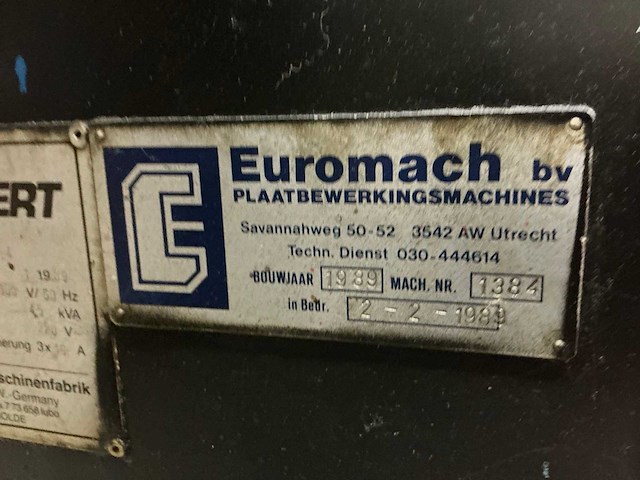 Euromach bv
PLAATBEWERKINGSMACHINES
Savannahweg 50-52 3542 AW Utrecht
Techn. Dienst 030-444614
BOUWJAAR 1989 MACH. NR. 1384
in Bedr. 2-2-1989
ERT
19
V/ Hz
kVA
V
erung 3x A
schinenfabrik
W.-Germany
OLDE